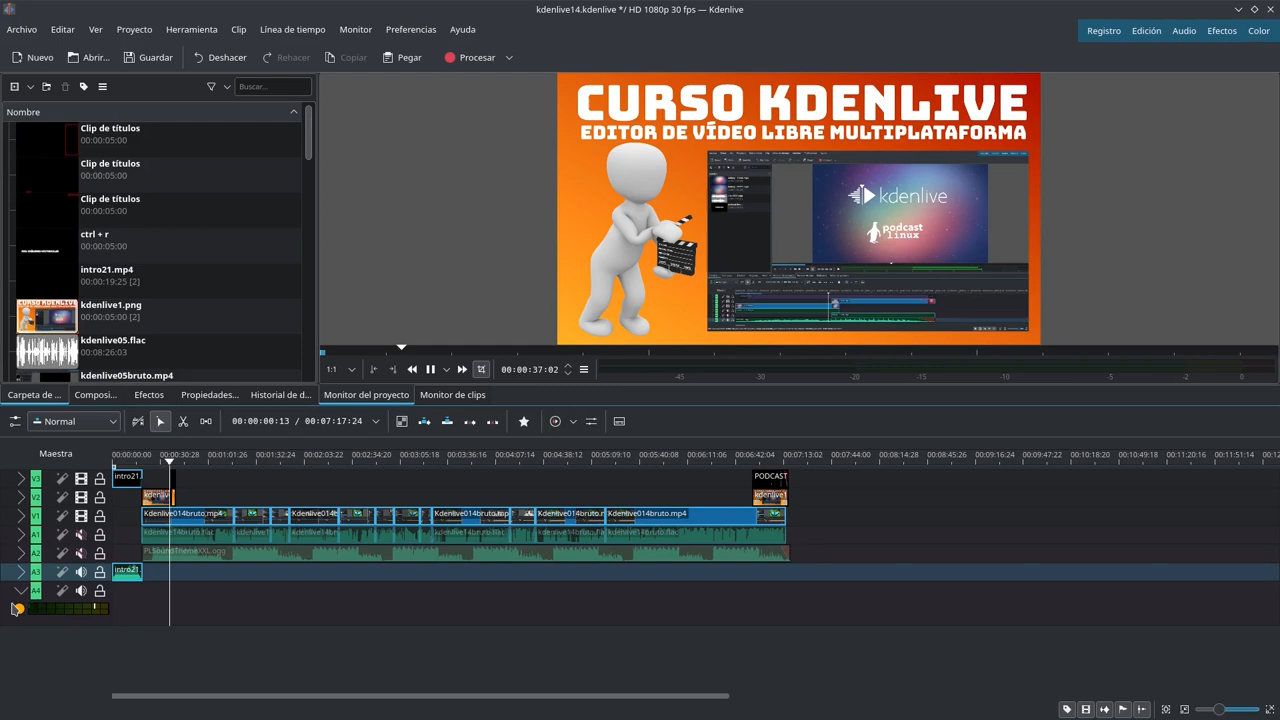 kdenlive14.kdenlive */ HD 1080p 30 fps — Kdenlive
Archivo Editar Ver Proyecto Herramienta Clip Línea de tiempo Monitor Preferencias Ayuda
Registro Edición Audio Efectos Color
Nuevo Abrir... Guardar Deshacer Rehacer Copiar Pegar Procesar
Buscar...
Nombre
Clip de títulos
00:00:05:00
Clip de títulos
00:00:05:00
Clip de títulos
00:00:05:00
ctrl + r
00:00:05:00
intro21.mp4
00:00:15:26 [2]
kdenlive1.png
00:00:05:00 [2]
kdenlive05.flac
00:08:26:03
kdenlive05bruto.mp4
CURSO KDENLIVE
EDITOR DE VÍDEO LIBRE MULTIPLATAFORMA
kdenlive
podcast
linux
1:1 00:00:37:02
-45 -30 -20 -15 -10 -5 -2 0
Carpeta de ... Composi... Efectos Propiedades... Historial de d... Monitor del proyecto Monitor de clips
Normal 00:00:00:13 / 00:07:17:24
Maestra
00:00:00:00 00:00:30:28 00:01:01:26 00:01:32:24 00:02:03:22 00:02:34:20 00:03:05:18 00:03:36:16 00:04:07:14 00:04:38:12 00:05:09:10 00:05:40:08 00:06:11:06 00:06:42:04 00:07:13:02 00:07:44:00 00:08:14:28 00:08:45:26 00:09:16:24 00:09:47:22 00:10:18:20 00:10:49:18 00:11:20:16 00:11:51:14
V3 intro21. PODCAST
V2 kdenliv kdenlive1
V1 Kdenlive014bruto.mp4 Kdenlive014b Kdenlive014bruto.mp Kdenlive014bruto. Kdenlive014bruto.mp4
A1 kdenlive014bruto.flac
A2 PLSoundThemeXXL.ogg
A3 intro21.
A4